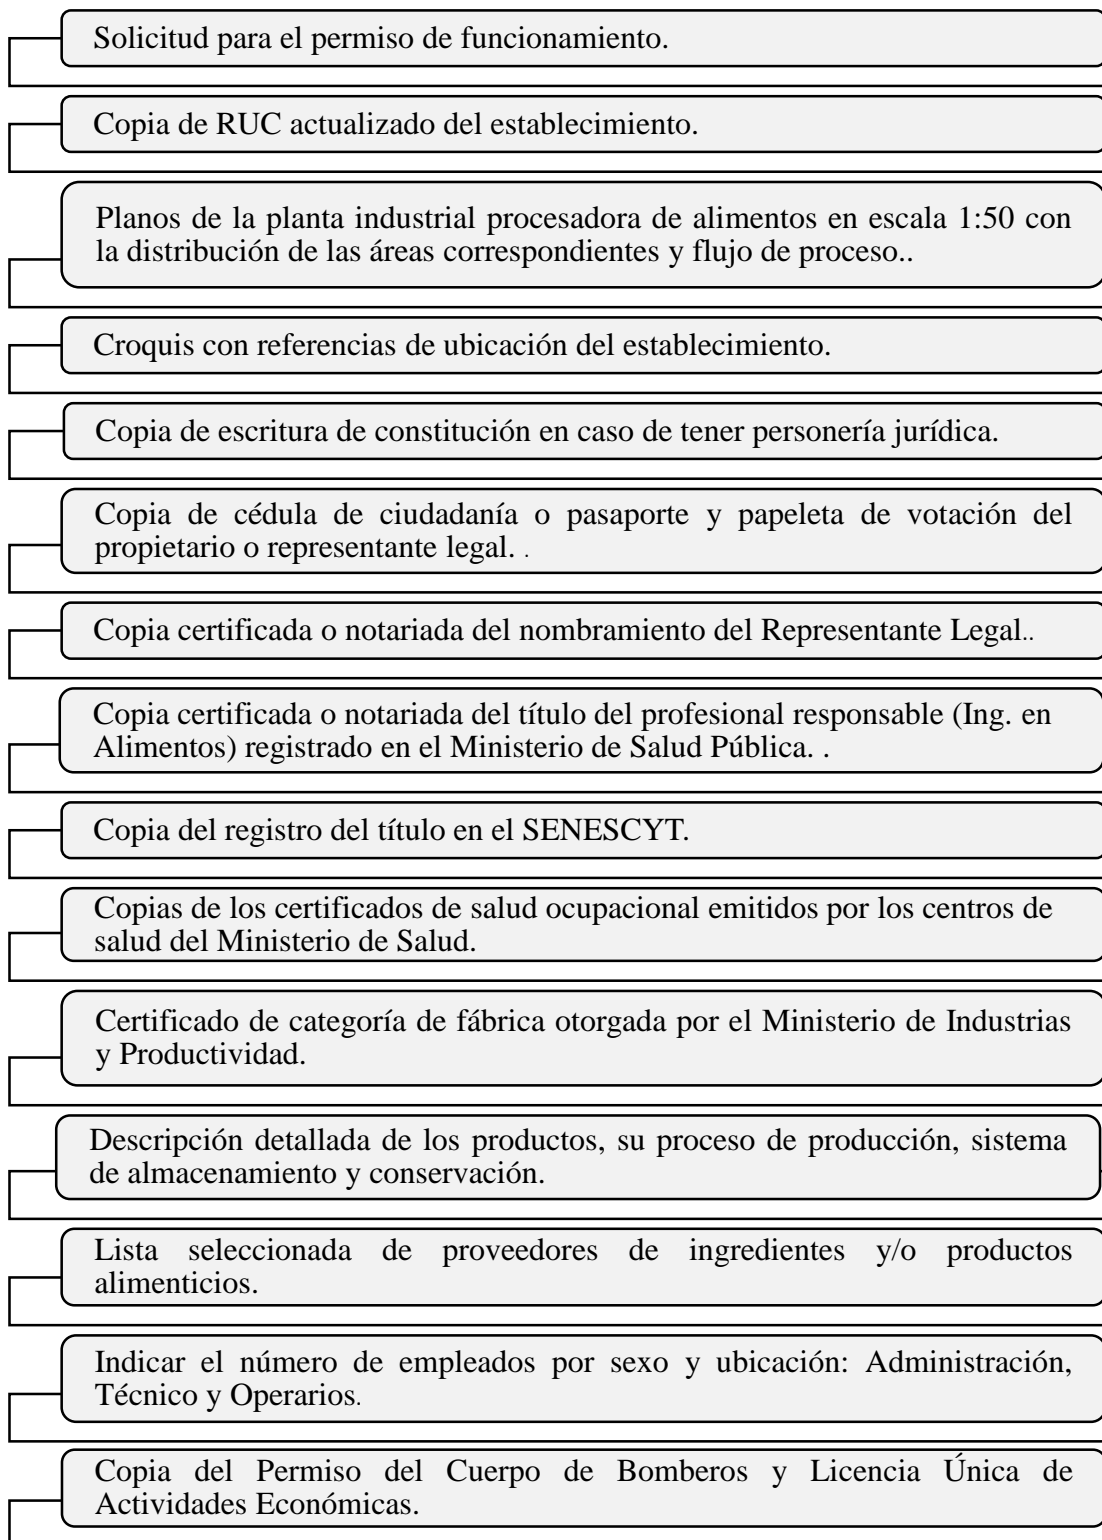 Solicitud para el permiso de funcionamiento.
Copia de RUC actualizado del establecimiento.
Planos de la planta industrial procesadora de alimentos en escala 1:50 con
la distribución de las áreas correspondientes y flujo de proceso..
Croquis con referencias de ubicación del establecimiento.
Copia de escritura de constitución en caso de tener personería jurídica.
Copia de cédula de ciudadanía o pasaporte y papeleta de votación del
propietario o representante legal. .
Copia certificada o notariada del nombramiento del Representante Legal..
Copia certificada o notariada del título del profesional responsable (Ing. en
Alimentos) registrado en el Ministerio de Salud Pública. .
Copia del registro del título en el SENESCYT.
Copias de los certificados de salud ocupacional emitidos por los centros de
salud del Ministerio de Salud.
Certificado de categoría de fábrica otorgada por el Ministerio de Industrias
y Productividad.
Descripción detallada de los productos, su proceso de producción, sistema
de almacenamiento y conservación.
Lista seleccionada de proveedores de ingredientes y/o productos
alimenticios.
Indicar el número de empleados por sexo y ubicación: Administración,
Técnico y Operarios.
Copia del Permiso del Cuerpo de Bomberos y Licencia Única de
Actividades Económicas.